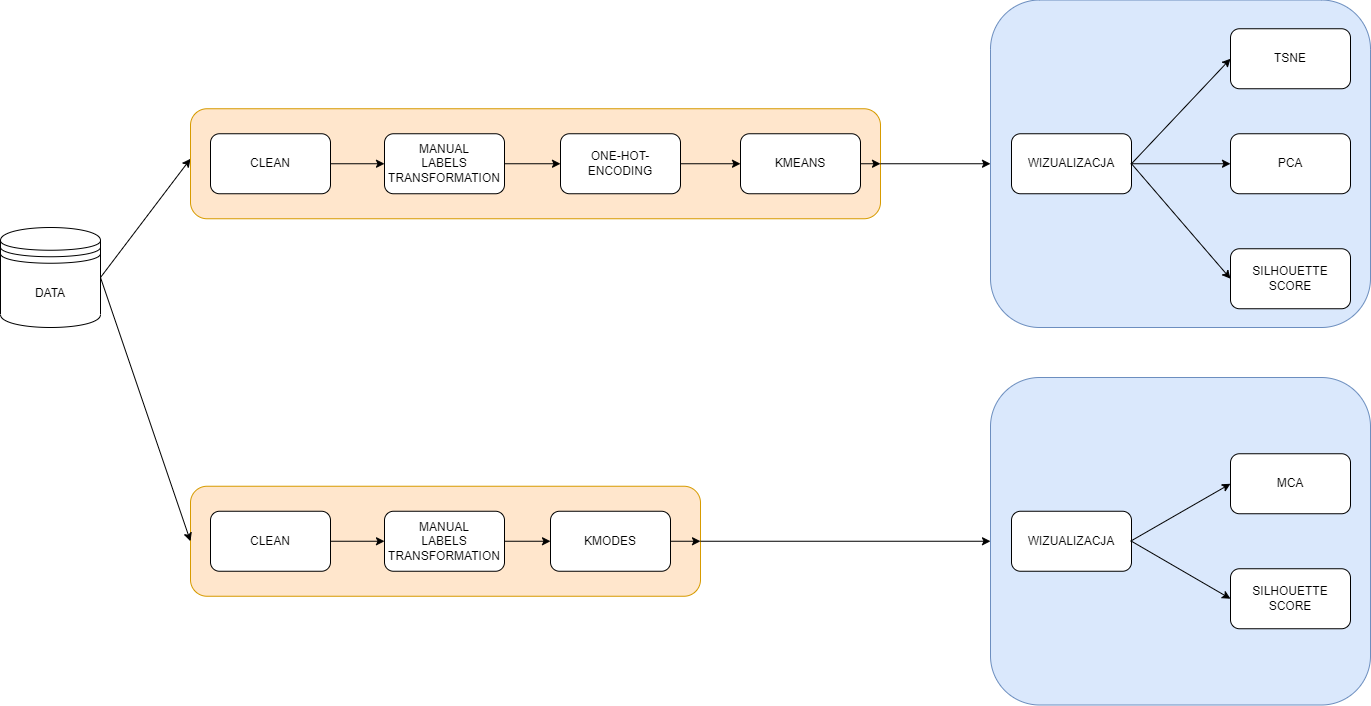 DATA
CLEAN
MANUAL
LABELS
TRANSFORMATION
ONE-HOT-
ENCODING
KMEANS
WIZUALIZACJA
TSNE
PCA
SILHOUETTE
SCORE
CLEAN
MANUAL
LABELS
TRANSFORMATION
KMODES
WIZUALIZACJA
MCA
SILHOUETTE
SCORE